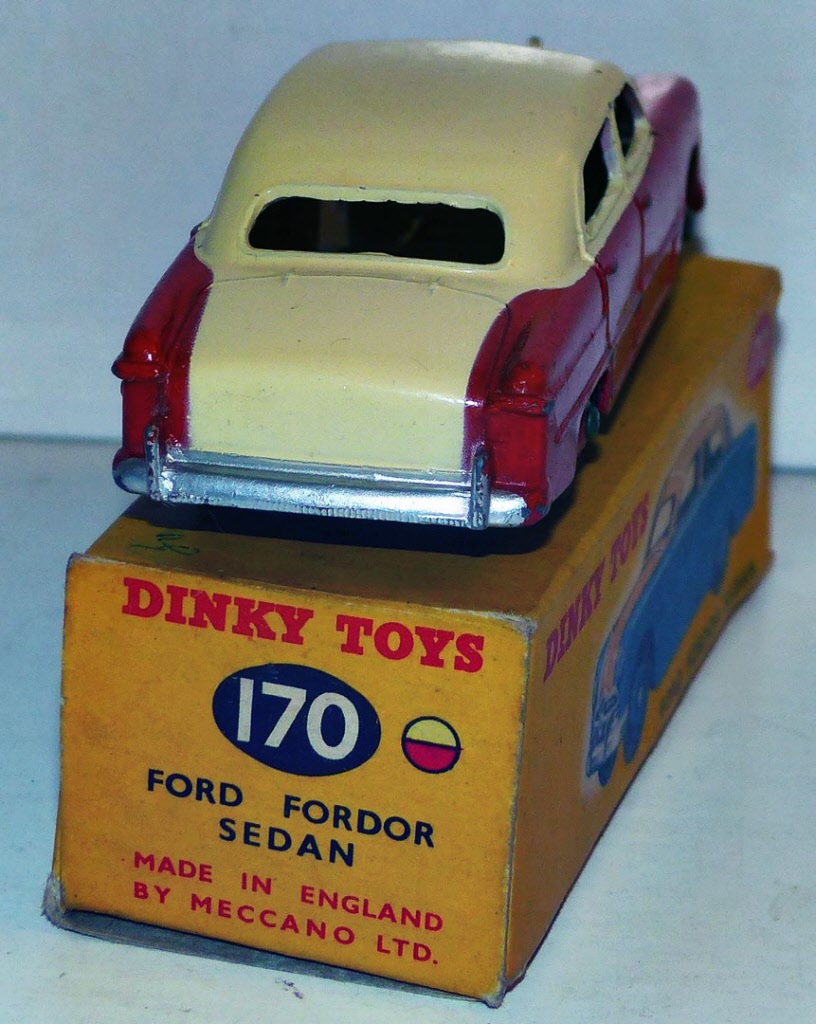 DINKY TOYS
170
FORD FORDOR
SEDAN
MADE IN ENGLAND
BY MECCANO LTD.
DINKY TOYS